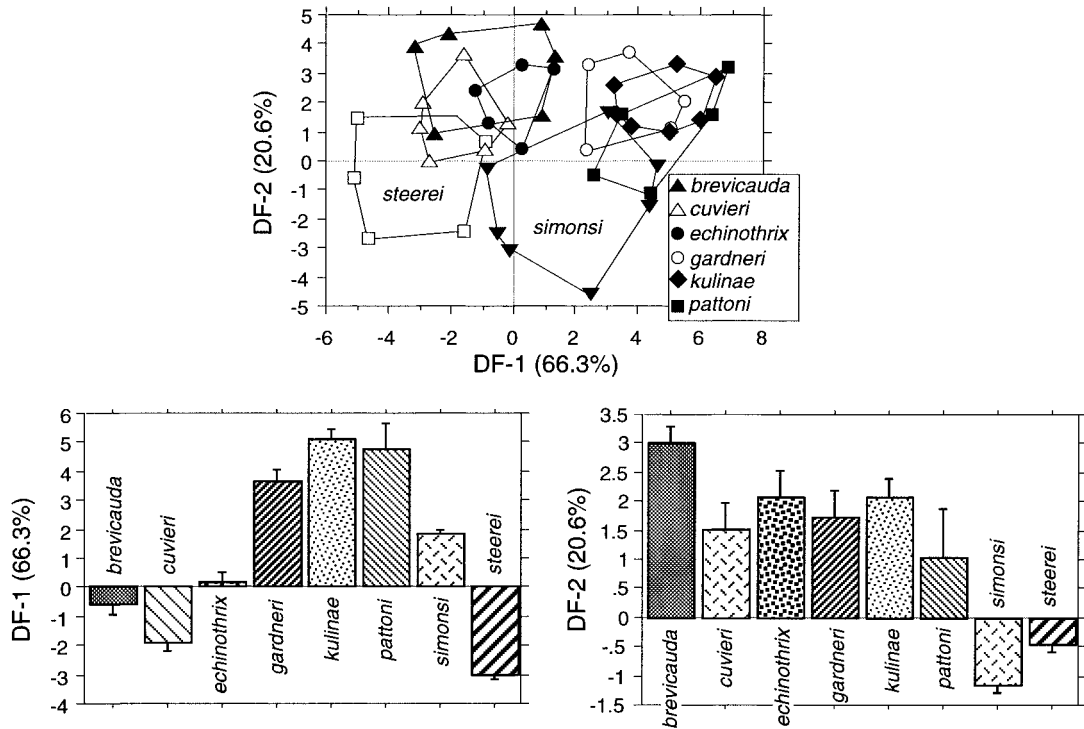 5
4
3
2
1
0
-1
-2
-3
-4
-5
DF-2 (20.6%)
steerei
simonsi
brevicauda
cuvieri
echinothrix
gardneri
kulinae
pattoni
-6 -4 -2 0 2 4 6 8
DF-1 (66.3%)
6
5
4
3
2
1
0
-1
-2
-3
-4
DF-1 (66.3%)
brevicauda
cuvieri
echinothrix
gardneri
kulinae
pattoni
simonsi
steerei
3.5
3
2.5
2
1.5
1
.5
0
-.5
-1
-1.5
DF-2 (20.6%)
brevicauda
cuvieri
echinothrix
gardneri
kulinae
pattoni
simonsi
steerei